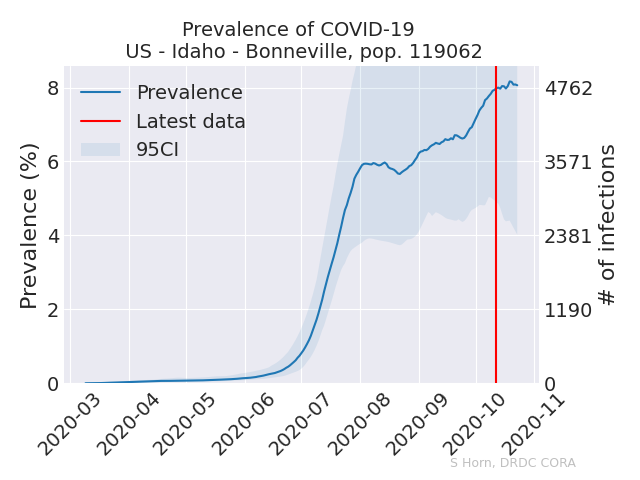 Prevalence of COVID-19
US - Idaho - Bonneville, pop. 119062
Prevalence
Latest data
95CI
Prevalence (%)
8
6
4
2
0
4762
3571
2381
1190
0
# of infections
2020-03
2020-04
2020-05
2020-06
2020-07
2020-08
2020-09
2020-10
2020-11
S Horn, DRDC CORA